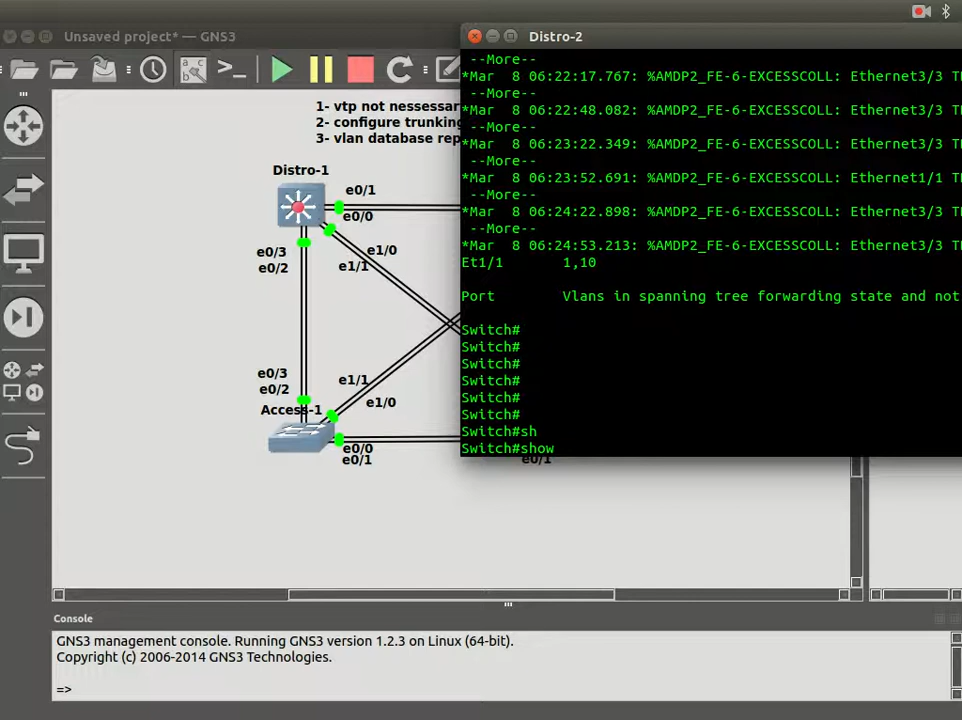 Unsaved project* — GNS3
1- vtp not nessessar
2- configure trunking
3- vlan database rep
Distro-1
e0/1
e0/0
e0/3
e0/2
e1/0
e1/1
e0/3
e0/2
e1/1
e1/0
Access-1
e0/0
e0/1
e0/1
Distro-2
--More--
*Mar  8 06:22:17.767: %AMDP2_FE-6-EXCESSCOLL: Ethernet3/3 T
--More--
*Mar  8 06:22:48.082: %AMDP2_FE-6-EXCESSCOLL: Ethernet3/3 T
--More--
*Mar  8 06:23:22.349: %AMDP2_FE-6-EXCESSCOLL: Ethernet3/3 T
--More--
*Mar  8 06:23:52.691: %AMDP2_FE-6-EXCESSCOLL: Ethernet1/1 T
--More--
*Mar  8 06:24:22.898: %AMDP2_FE-6-EXCESSCOLL: Ethernet3/3 T
--More--
*Mar  8 06:24:53.213: %AMDP2_FE-6-EXCESSCOLL: Ethernet3/3 T
Et1/1       1,10
Port        Vlans in spanning tree forwarding state and not
Switch#
Switch#
Switch#
Switch#
Switch#
Switch#
Switch#sh
Switch#show
Console
GNS3 management console. Running GNS3 version 1.2.3 on Linux (64-bit).
Copyright (c) 2006-2014 GNS3 Technologies.
=>